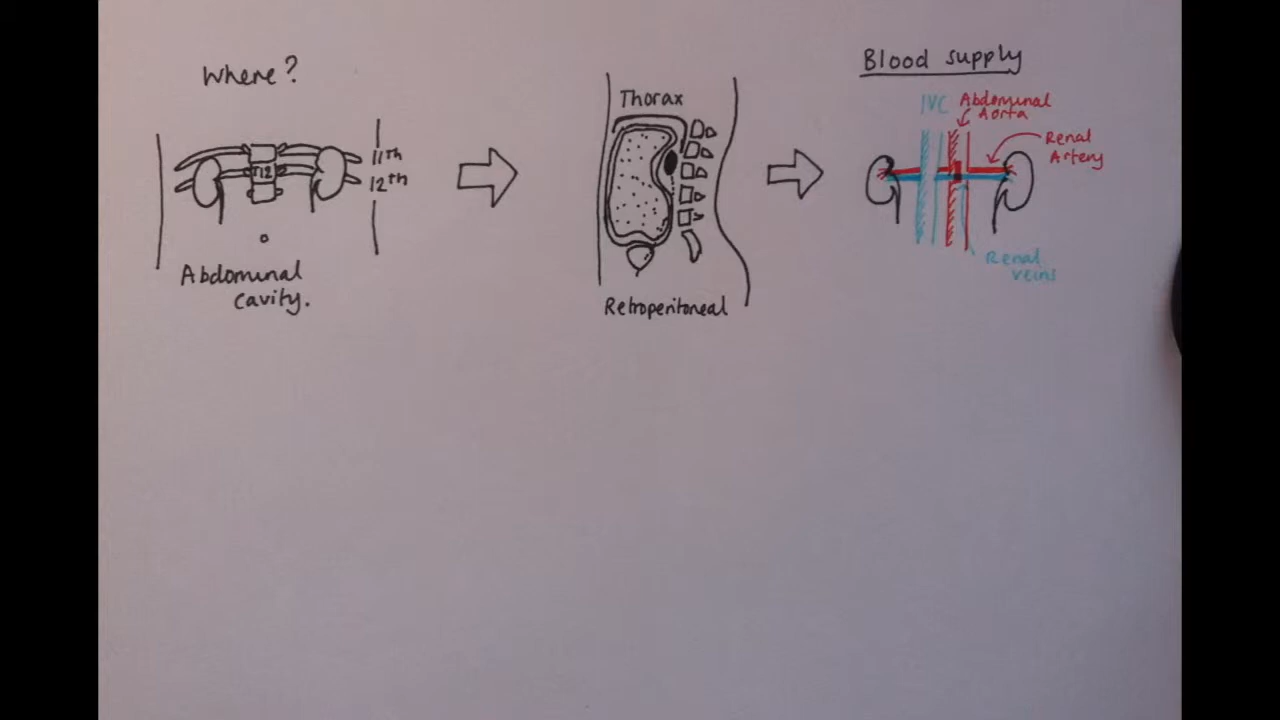 Where?
11th
12th
T12
Abdominal
cavity.
Thorax
Retroperitoneal
Blood supply
IVC
Abdominal
Aorta
Renal
Artery
Renal
veins